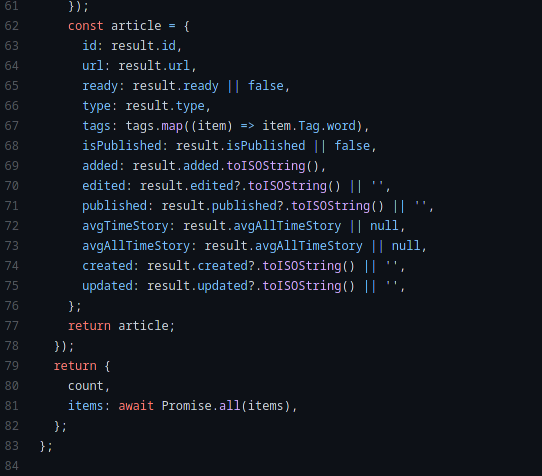 61 });
62 const article = {
63 id: result.id,
64 url: result.url,
65 ready: result.ready || false,
66 type: result.type,
67 tags: tags.map((item) => item.Tag.word),
68 isPublished: result.isPublished || false,
69 added: result.added.toISOString(),
70 edited: result.edited?.toISOString() || '',
71 published: result.published?.toISOString() || '',
72 avgTimeStory: result.avgAllTimeStory || null,
73 avgAllTimeStory: result.avgAllTimeStory || null,
74 created: result.created?.toISOString() || '',
75 updated: result.updated?.toISOString() || '',
76 };
77 return article;
78 });
79 return {
80 count,
81 items: await Promise.all(items),
82 };
83 };
84